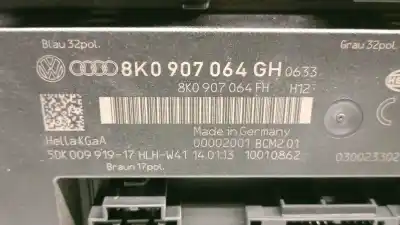 Blau 32pol.
Grau 32pol.
8K0 907 064 GH 0633
8K0 907 064 FH H12
Made in Germany
Hella KGaA
00002001 BCM2 01
5DK 009 919-17 HLH-W41 14.01.13 10010862
030023302
Braun 17pol.